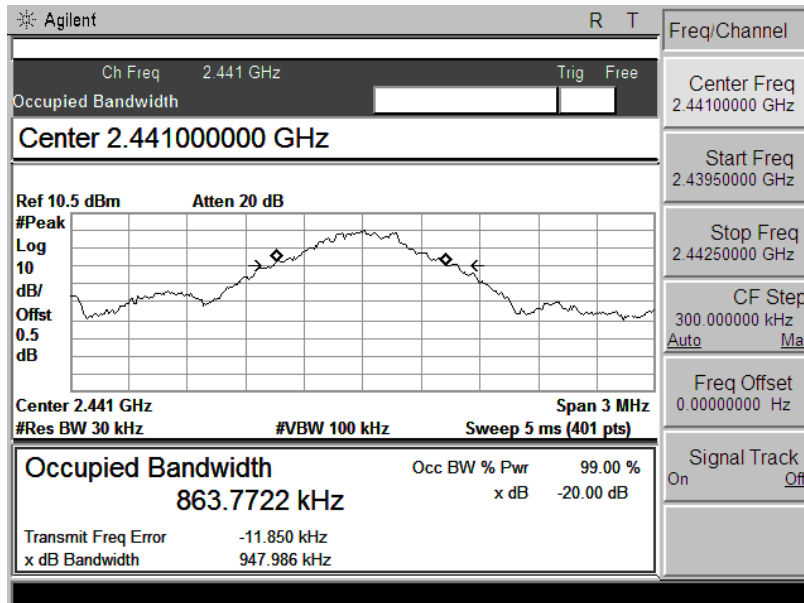 Agilent R T
Ch Freq 2.441 GHz Trig Free
Occupied Bandwidth
Center 2.441000000 GHz
Ref 10.5 dBm Atten 20 dB
#Peak
Log
10
dB/
Offst
0.5
dB
Center 2.441 GHz Span 3 MHz
#Res BW 30 kHz #VBW 100 kHz Sweep 5 ms (401 pts)
Occupied Bandwidth
863.7722 kHz
Occ BW % Pwr 99.00 %
x dB -20.00 dB
Transmit Freq Error -11.850 kHz
x dB Bandwidth 947.986 kHz
Freq/Channel
Center Freq
2.44100000 GHz
Start Freq
2.43950000 GHz
Stop Freq
2.44250000 GHz
CF Step
300.000000 kHz
Auto Ma
Freq Offset
0.00000000 Hz
Signal Track
On Off